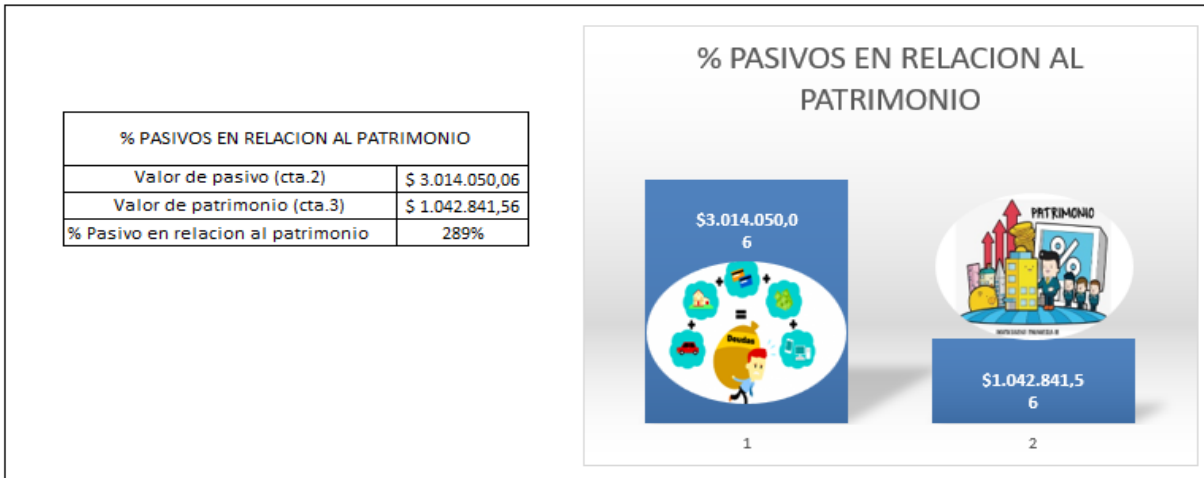 % PASIVOS EN RELACION AL PATRIMONIO
Valor de pasivo (cta.2) $ 3.014.050,06
Valor de patrimonio (cta.3) $ 1.042.841,56
% Pasivo en relacion al patrimonio 289%
% PASIVOS EN RELACION AL
PATRIMONIO
$3.014.050,0
6
Deudas
PATRIMONIO
$1.042.841,5
6
1 2